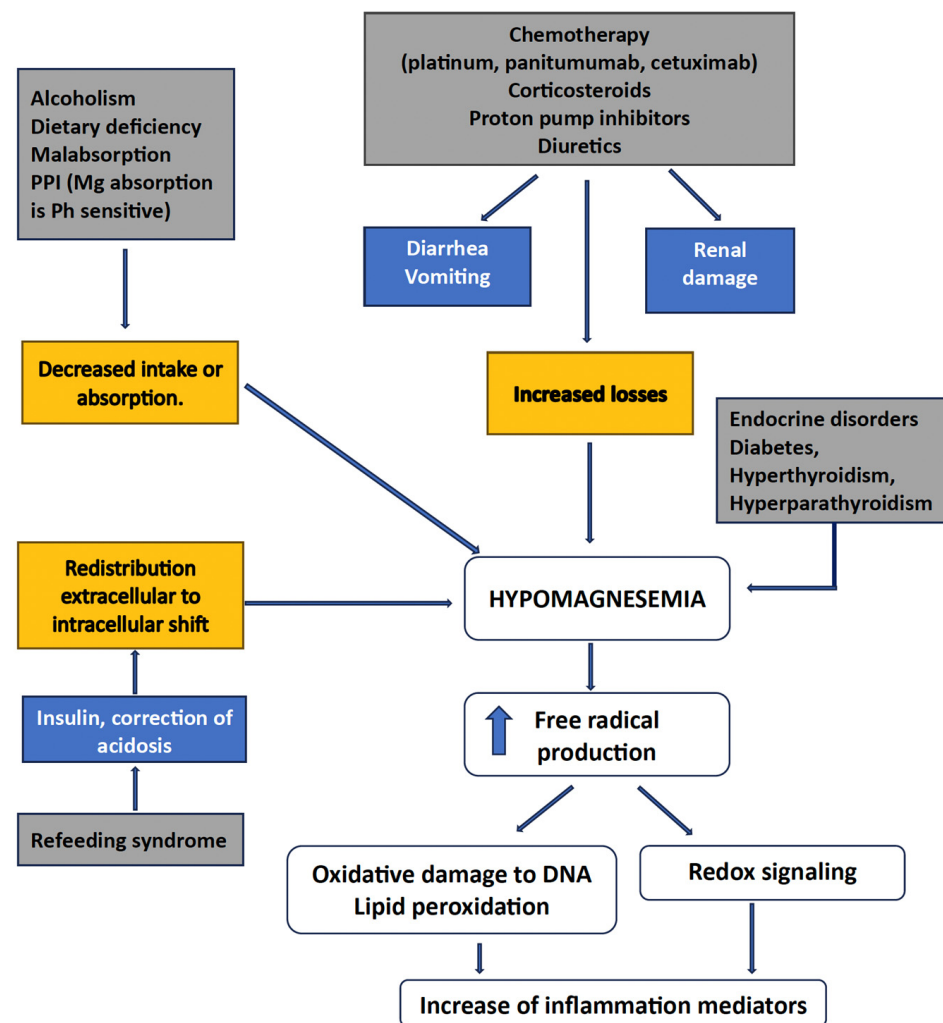 Chemotherapy
(platinum, panitumumab, cetuximab)
Corticosteroids
Proton pump inhibitors
Diuretics
Alcoholism
Dietary deficiency
Malabsorption
PPI (Mg absorption
is Ph sensitive)
Diarrhea
Vomiting
Renal
damage
Decreased intake or
absorption.
Increased losses
Endocrine disorders
Diabetes,
Hyperthyroidism,
Hyperparathyroidism
Redistribution
extracellular to
intracellular shift
HYPOMAGNESEMIA
Insulin, correction of
acidosis
Free radical
production
Refeeding syndrome
Oxidative damage to DNA
Lipid peroxidation
Redox signaling
Increase of inflammation mediators